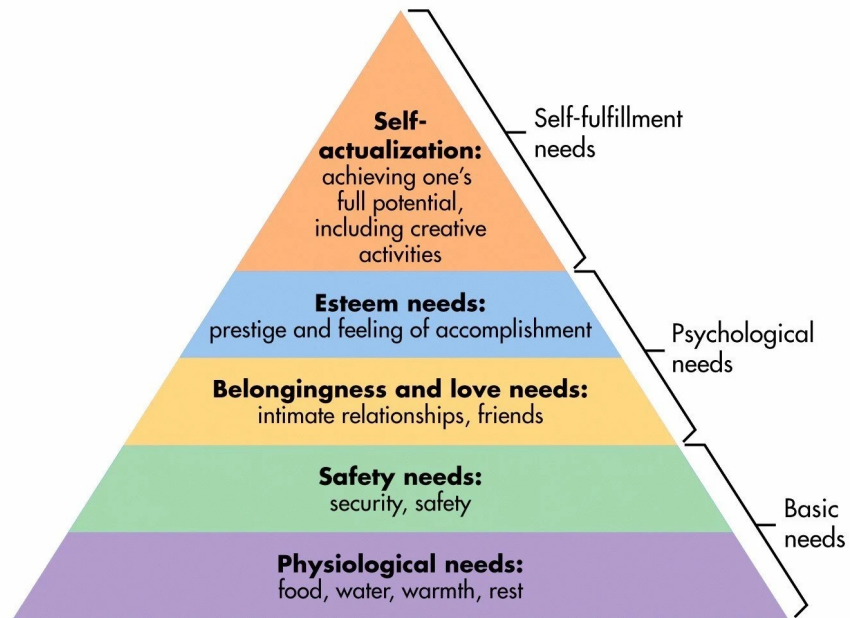 Self-
actualization:
achieving one's
full potential,
including creative
activities
Self-fulfillment
needs
Esteem needs:
prestige and feeling of accomplishment
Psychological
needs
Belongingness and love needs:
intimate relationships, friends
Safety needs:
security, safety
Basic
needs
Physiological needs:
food, water, warmth, rest